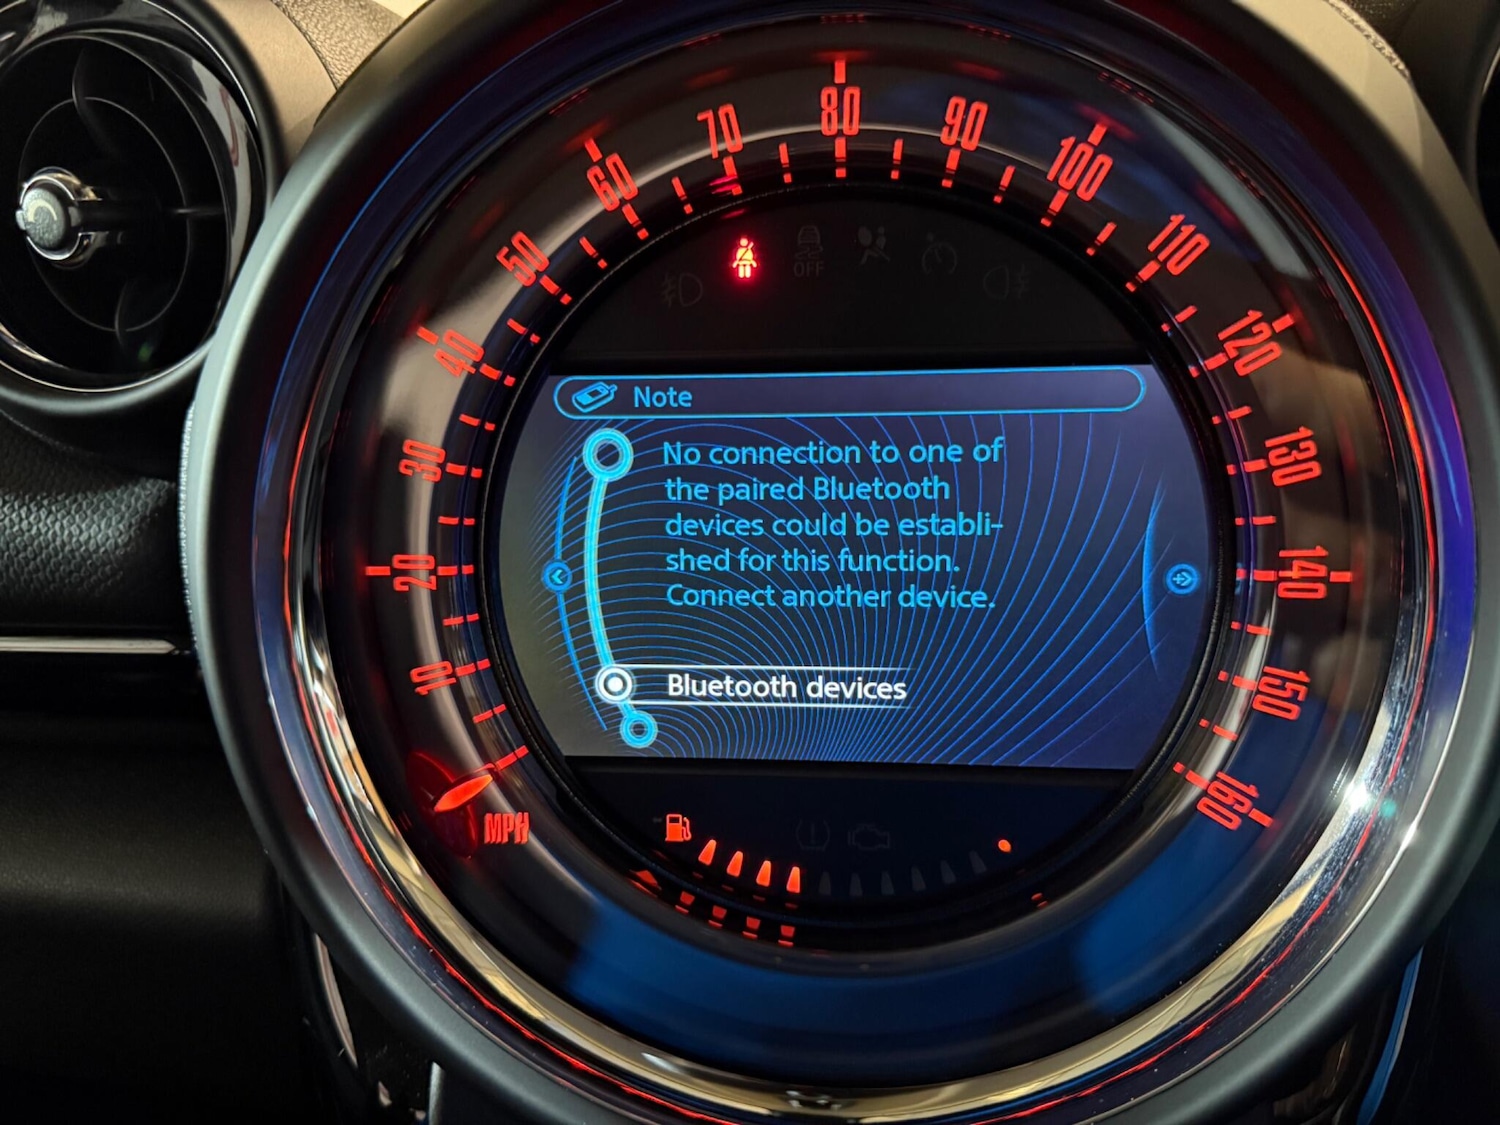 80
70
90
60
100
50
110
40
120
30
130
20
140
10
150
160
MPH
OFF
Note
No connection to one of
the paired Bluetooth
devices could be establi-
shed for this function.
Connect another device.
Bluetooth devices